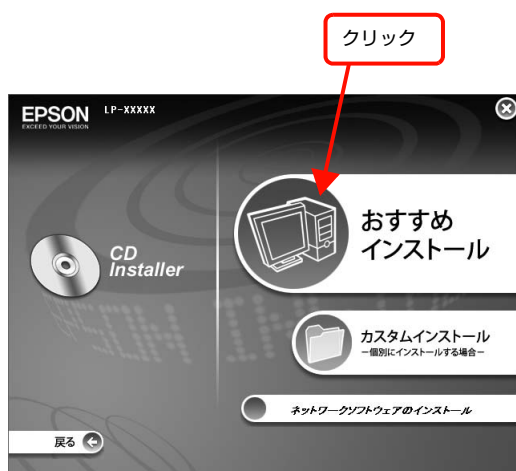 クリック
EPSON LP-XXXXX
EXCEED YOUR VISION
おすすめ
インストール
CD
Installer
カスタムインストール
－個別にインストールする場合－
ネットワークソフトウェアのインストール
戻る